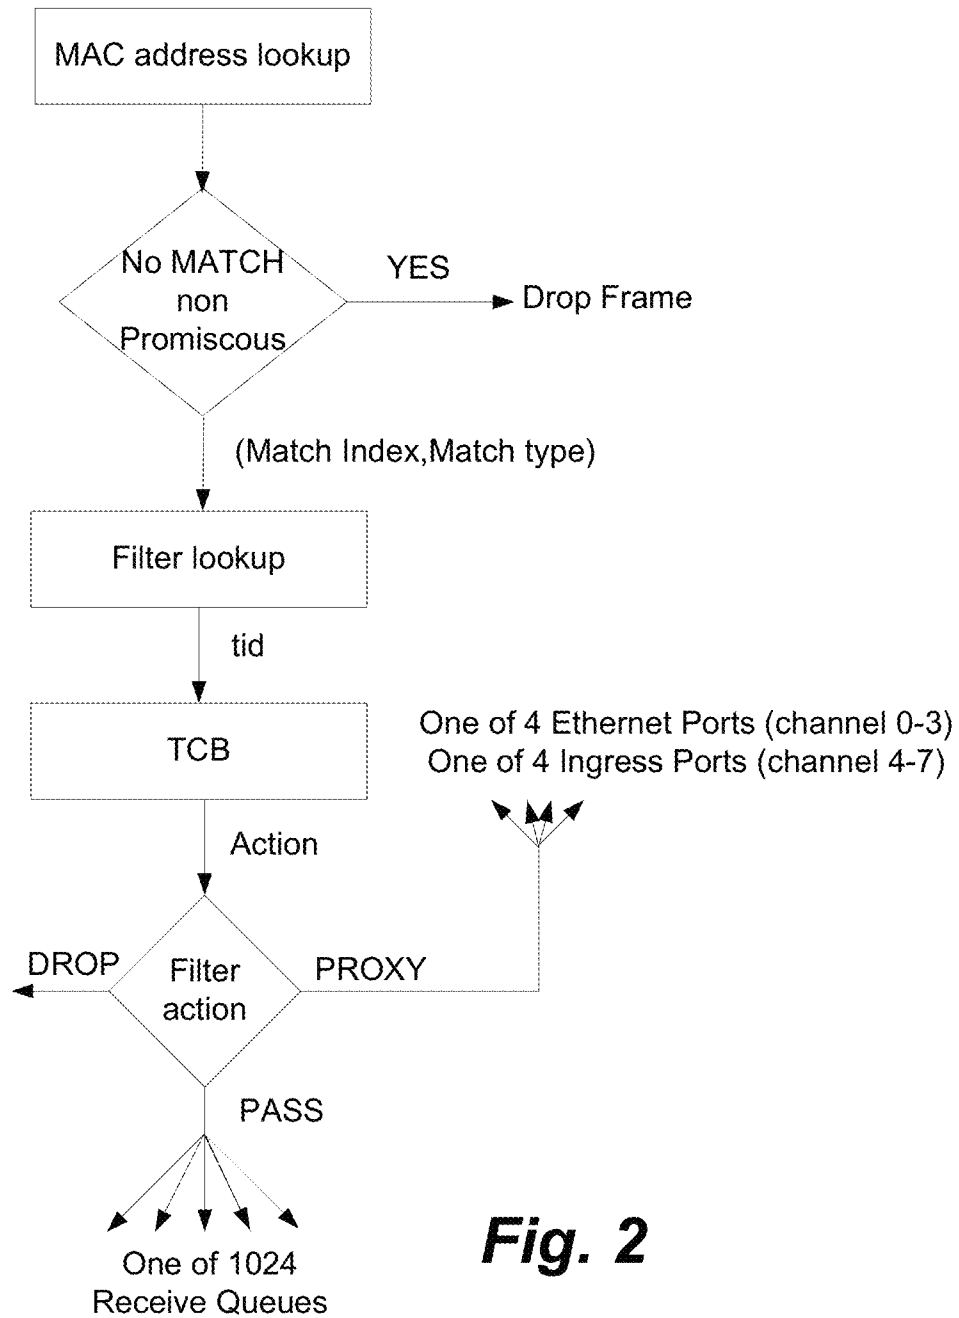 MAC address lookup
No MATCH
non
Promiscous
YES
Drop Frame
(Match Index,Match type)
Filter lookup
tid
TCB
One of 4 Ethernet Ports (channel 0-3)
One of 4 Ingress Ports (channel 4-7)
Action
DROP
Filter
action
PROXY
PASS
One of 1024
Receive Queues
Fig. 2